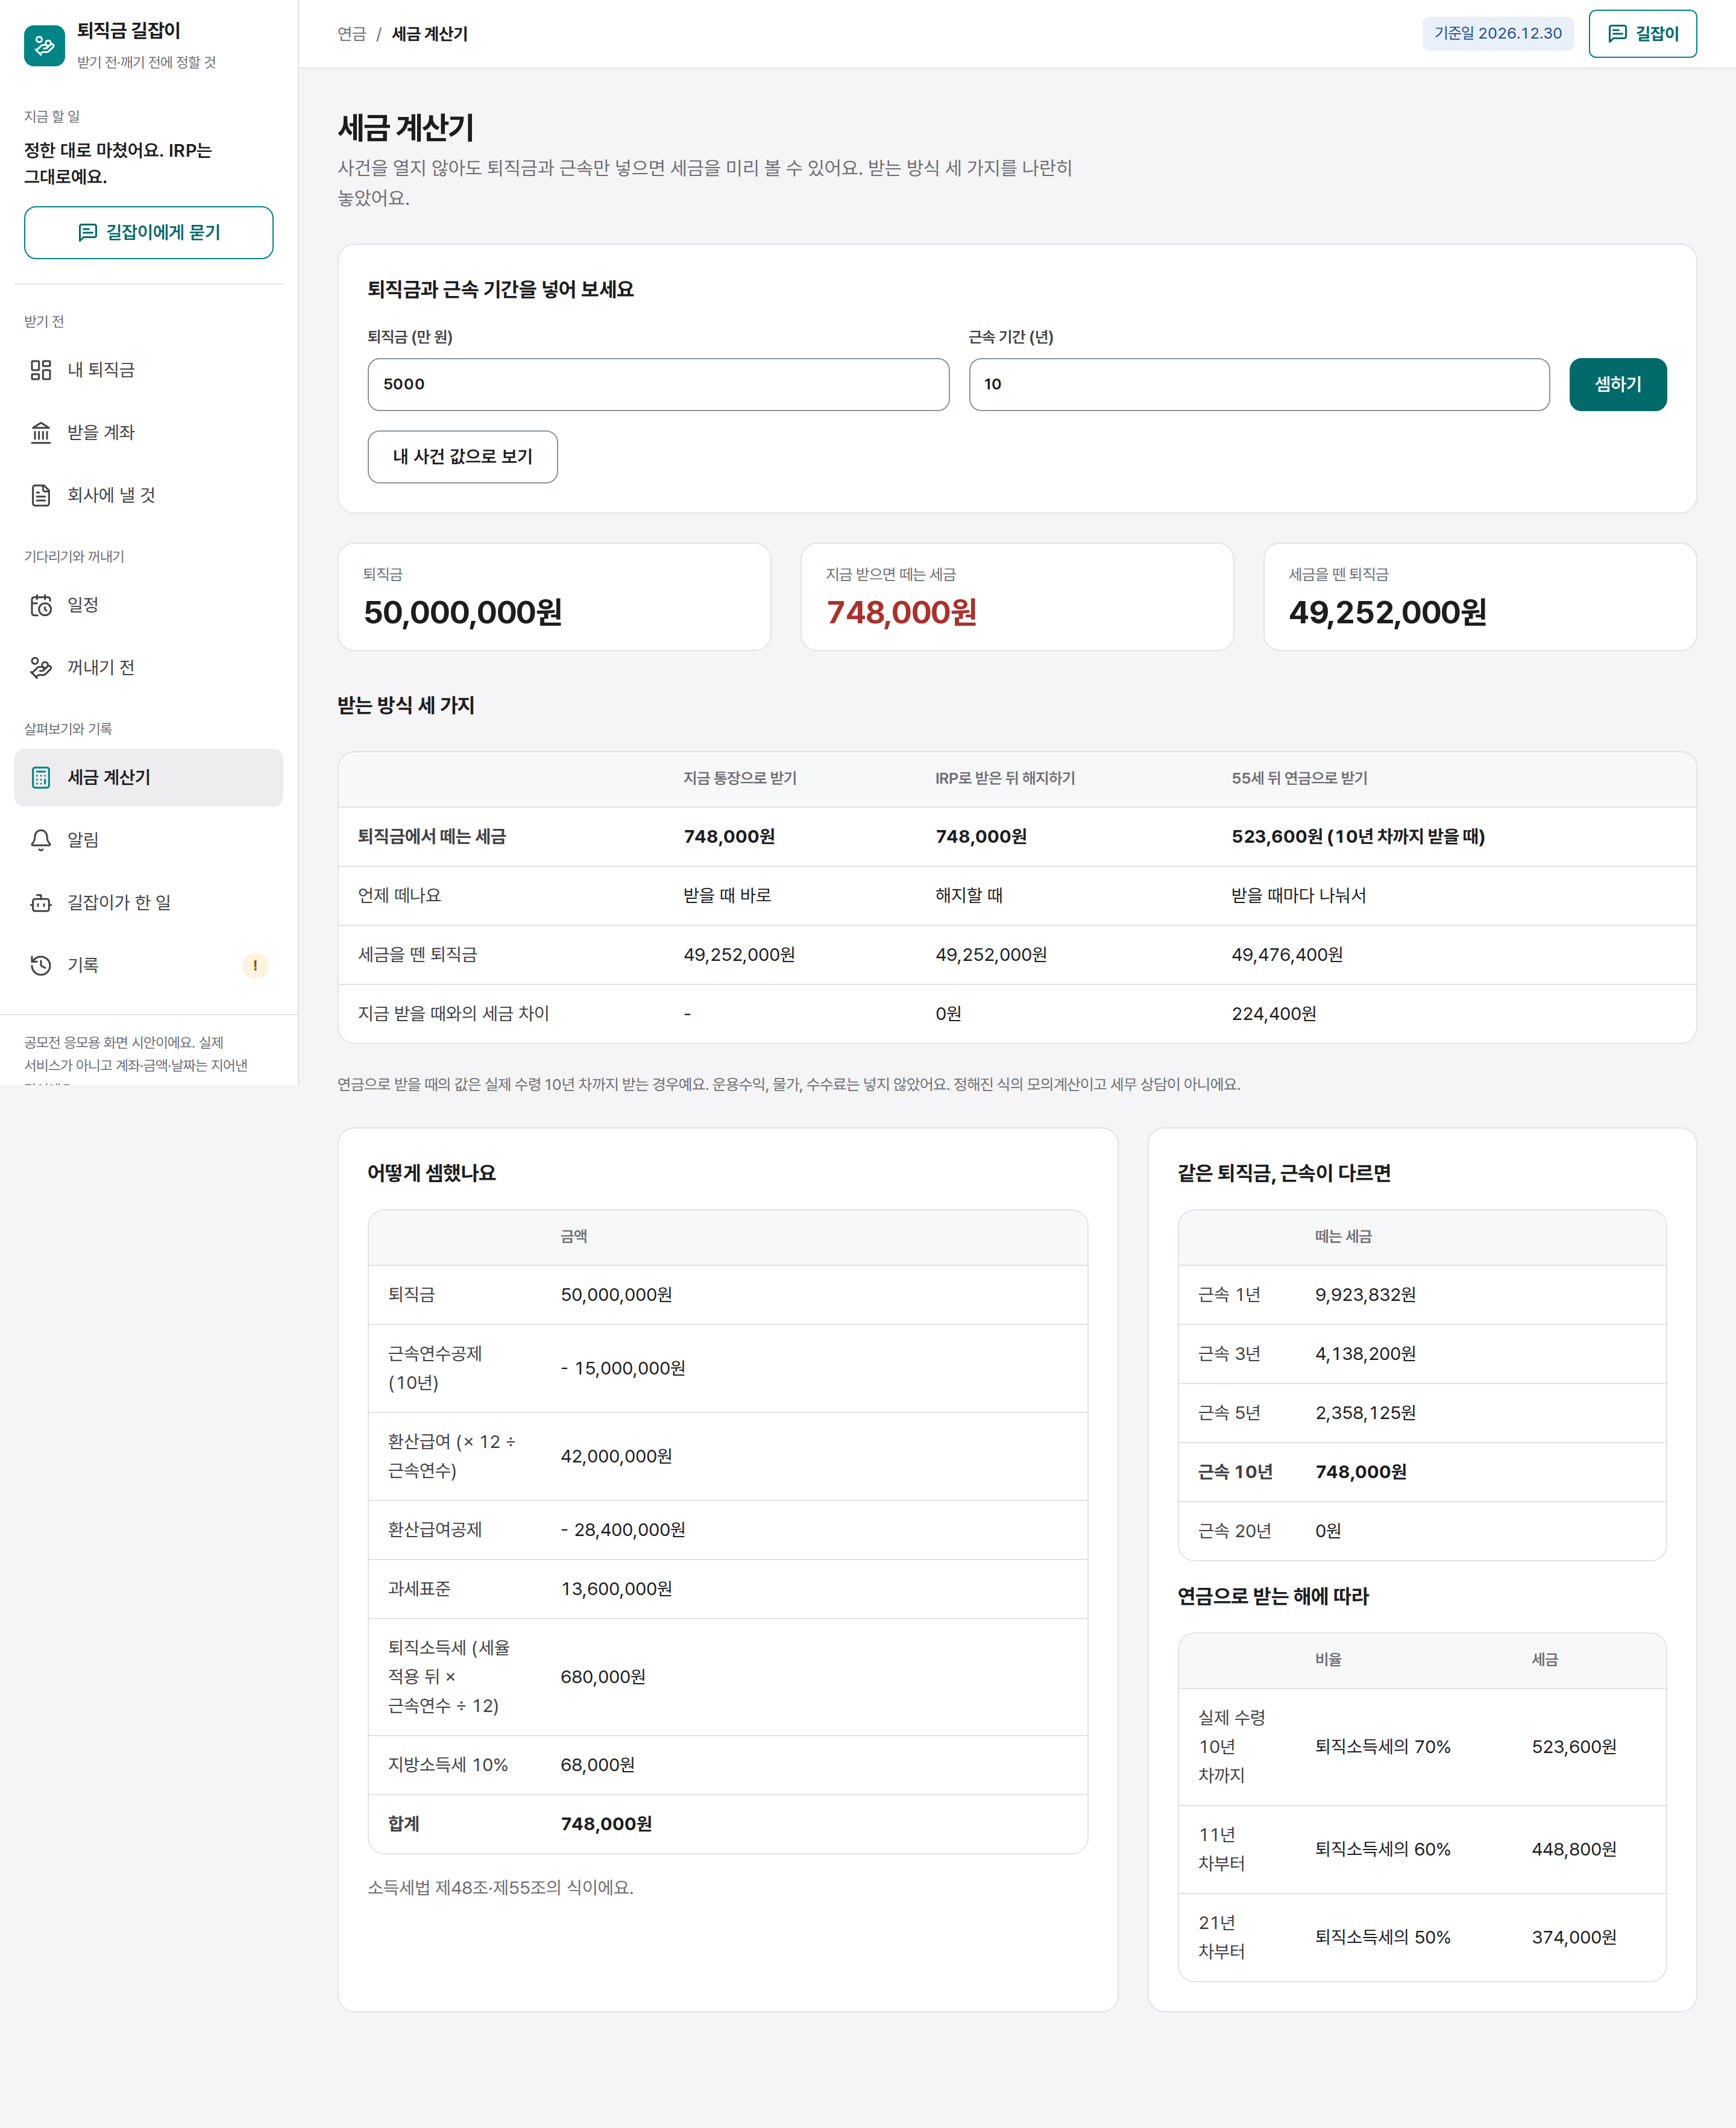 퇴직금 길잡이
받기 전·깨기 전에 정할 것
지금 할 일
정한 대로 마쳤어요. IRP는
그대로예요.
길잡이에게 묻기
받기 전
내 퇴직금
받을 계좌
회사에 낼 것
기다리기와 꺼내기
일정
꺼내기 전
살펴보기와 기록
세금 계산기
알림
길잡이가 한 일
기록 !
공모전 응모용 화면 시안이에요. 실제
서비스가 아니고 계좌·금액·날짜는 지어낸
연금 / 세금 계산기
기준일 2026.12.30
길잡이
세금 계산기
사건을 열지 않아도 퇴직금과 근속만 넣으면 세금을 미리 볼 수 있어요. 받는 방식 세 가지를 나란히
놓았어요.
퇴직금과 근속 기간을 넣어 보세요
퇴직금 (만 원) 근속 기간 (년)
5000 10 셈하기
내 사건 값으로 보기
퇴직금
50,000,000원
지금 받으면 떼는 세금
748,000원
세금을 뗀 퇴직금
49,252,000원
받는 방식 세 가지
지금 통장으로 받기 IRP로 받은 뒤 해지하기 55세 뒤 연금으로 받기
퇴직금에서 떼는 세금 748,000원 748,000원 523,600원 (10년 차까지 받을 때)
언제 떼나요 받을 때 바로 해지할 때 받을 때마다 나눠서
세금을 뗀 퇴직금 49,252,000원 49,252,000원 49,476,400원
지금 받을 때와의 세금 차이 - 0원 224,400원
연금으로 받을 때의 값은 실제 수령 10년 차까지 받는 경우예요. 운용수익, 물가, 수수료는 넣지 않았어요. 정해진 식의 모의계산이고 세무 상담이 아니에요.
어떻게 셈했나요
금액
퇴직금 50,000,000원
근속연수공제
(10년) - 15,000,000원
환산급여 (× 12 ÷
근속연수) 42,000,000원
환산급여공제 - 28,400,000원
과세표준 13,600,000원
퇴직소득세 (세율
적용 뒤 ×
근속연수 ÷ 12) 680,000원
지방소득세 10% 68,000원
합계 748,000원
소득세법 제48조·제55조의 식이에요.
같은 퇴직금, 근속이 다르면
떼는 세금
근속 1년 9,923,832원
근속 3년 4,138,200원
근속 5년 2,358,125원
근속 10년 748,000원
근속 20년 0원
연금으로 받는 해에 따라
비율 세금
실제 수령
10년
차까지 퇴직소득세의 70% 523,600원
11년
차부터 퇴직소득세의 60% 448,800원
21년
차부터 퇴직소득세의 50% 374,000원